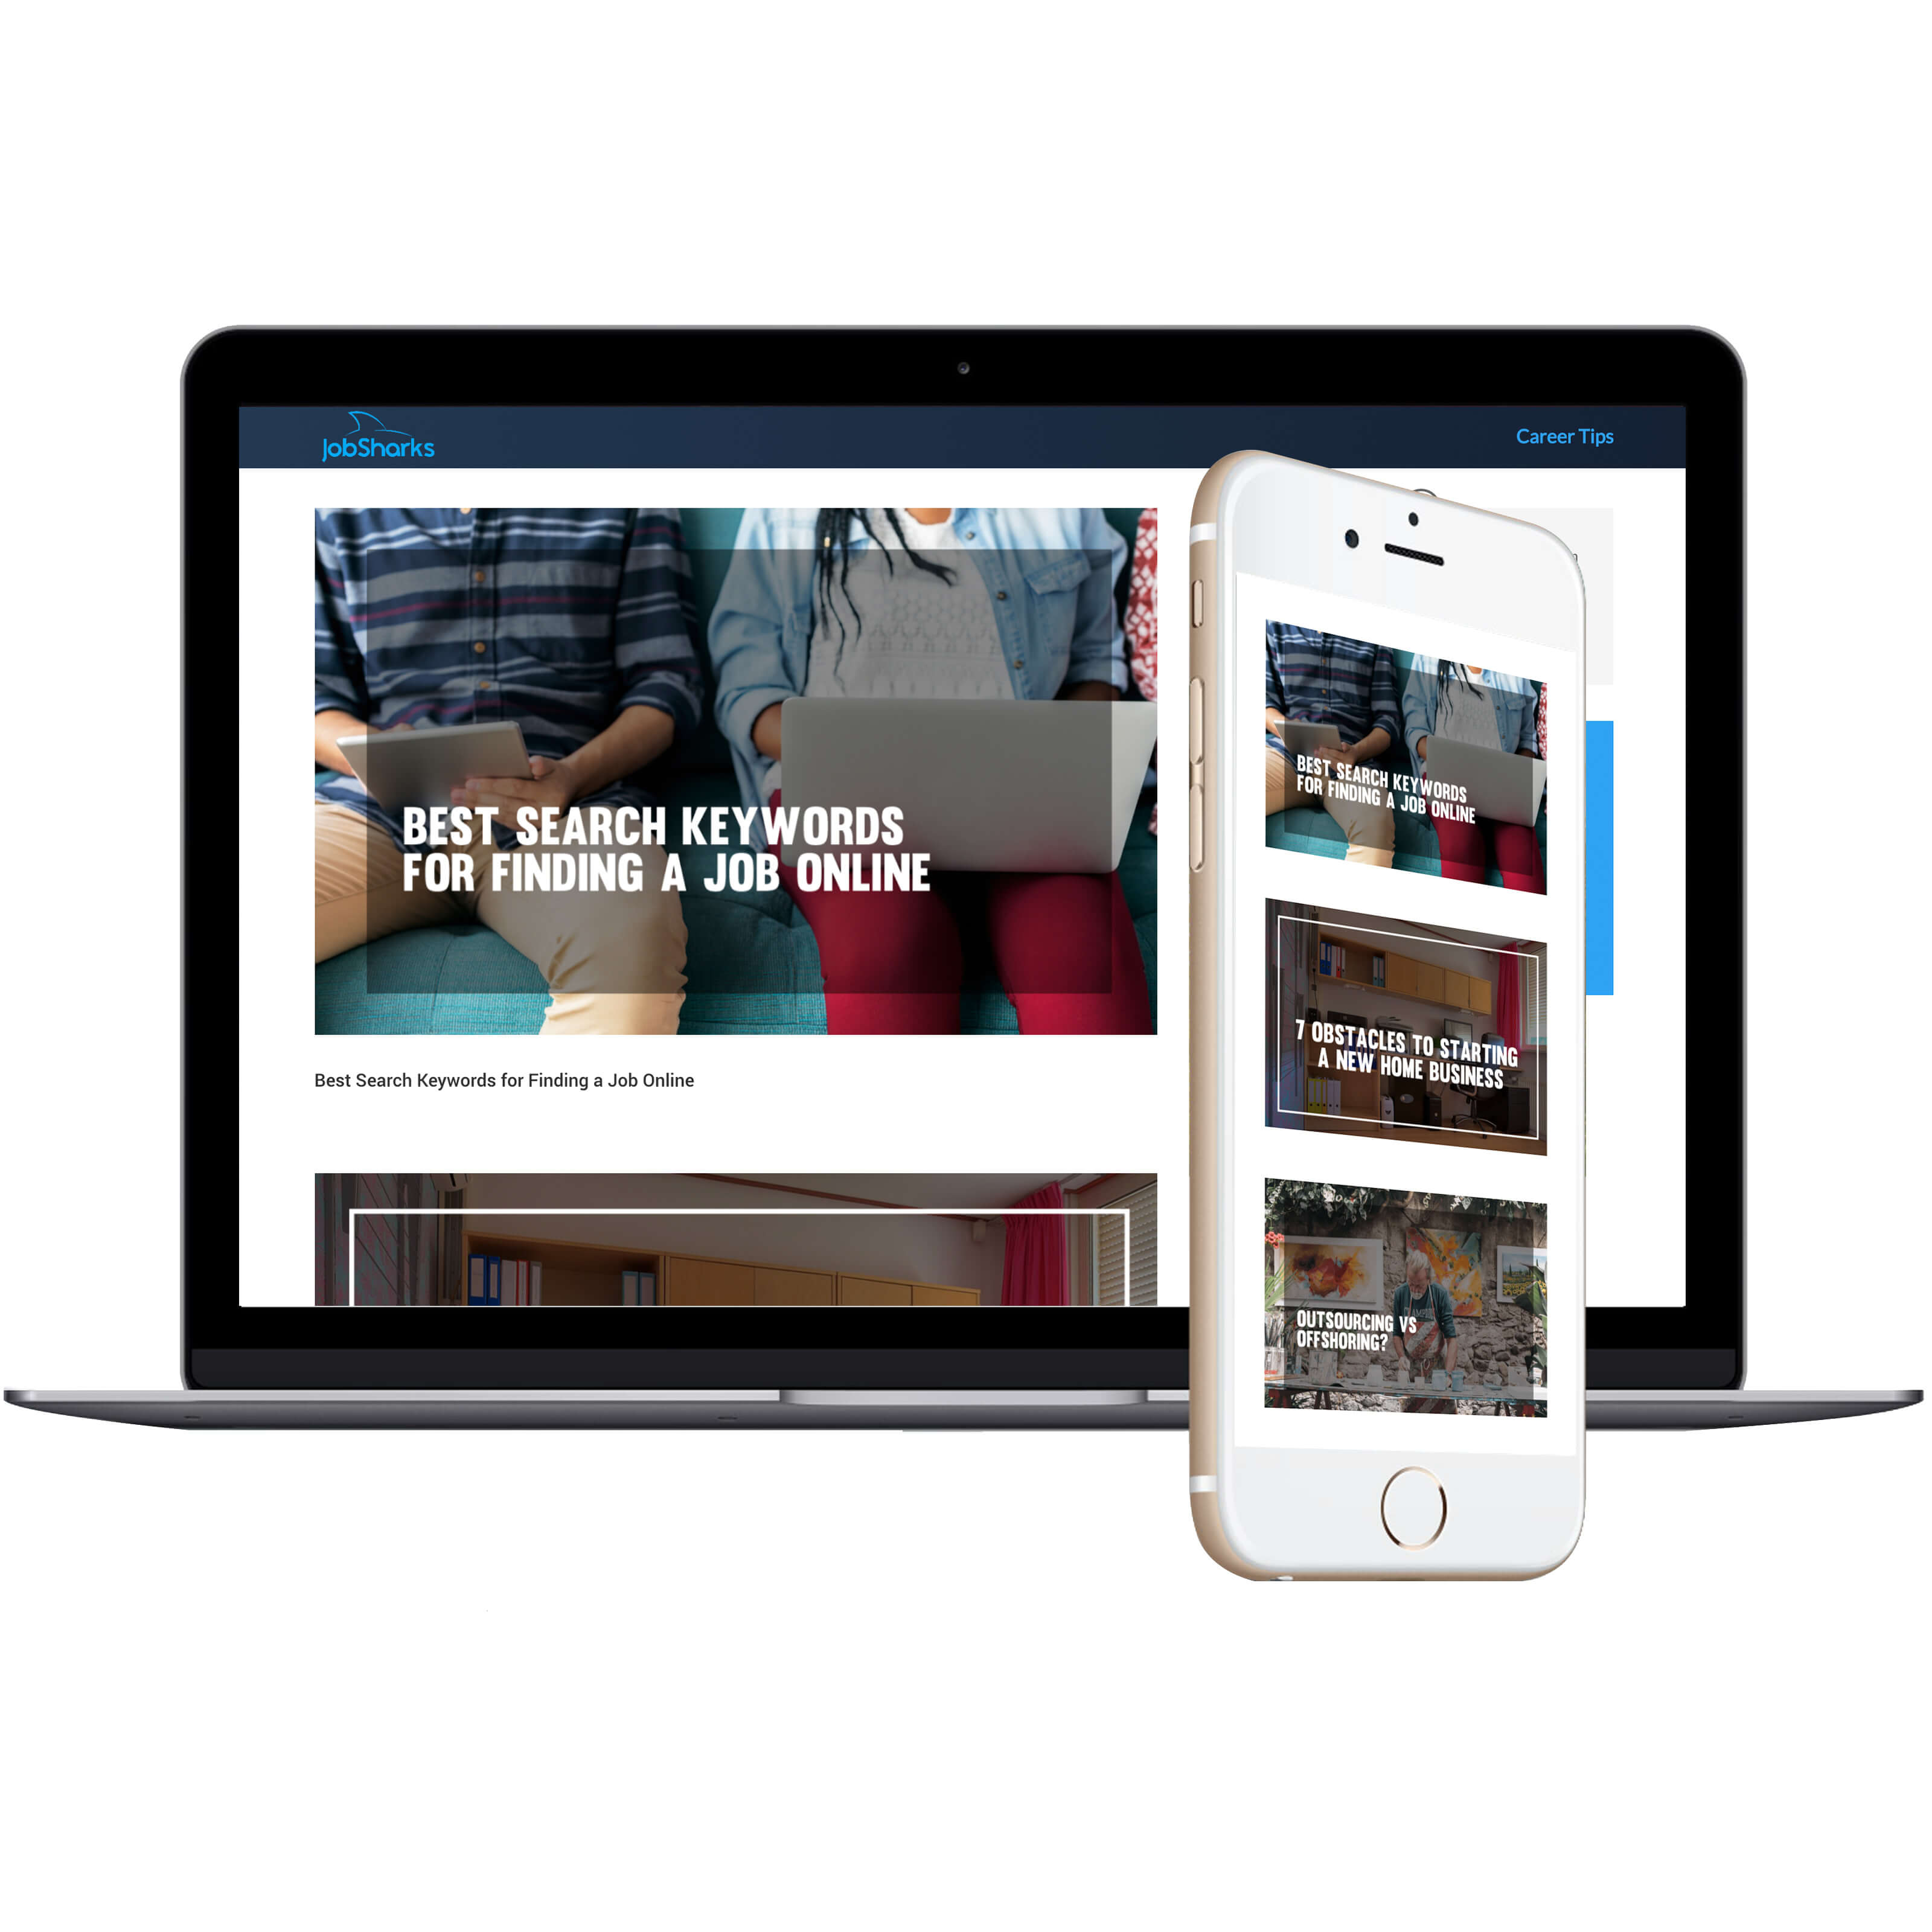 JobSharks
Career Tips
BEST SEARCH KEYWORDS
FOR FINDING A JOB ONLINE
Best Search Keywords for Finding a Job Online
BEST SEARCH KEYWORDS
FOR FINDING A JOB ONLINE
7 OBSTACLES TO STARTING
A NEW HOME BUSINESS
OUTSOURCING VS
OFFSHORING?